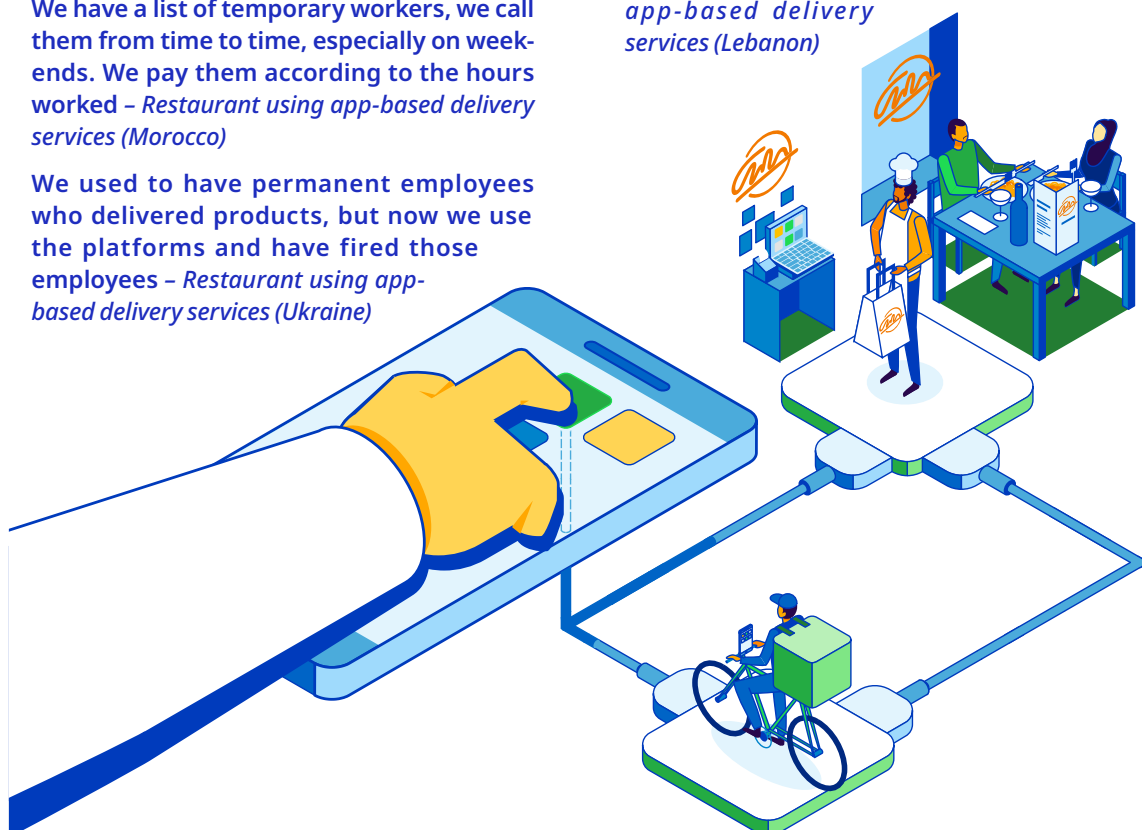 We have a list of temporary workers, we call
them from time to time, especially on week-
ends. We pay them according to the hours
worked – Restaurant using app-based delivery
services (Morocco)
We used to have permanent employees
who delivered products, but now we use
the platforms and have fired those
employees – Restaurant using app-
based delivery services (Ukraine)
app-based delivery
services (Lebanon)